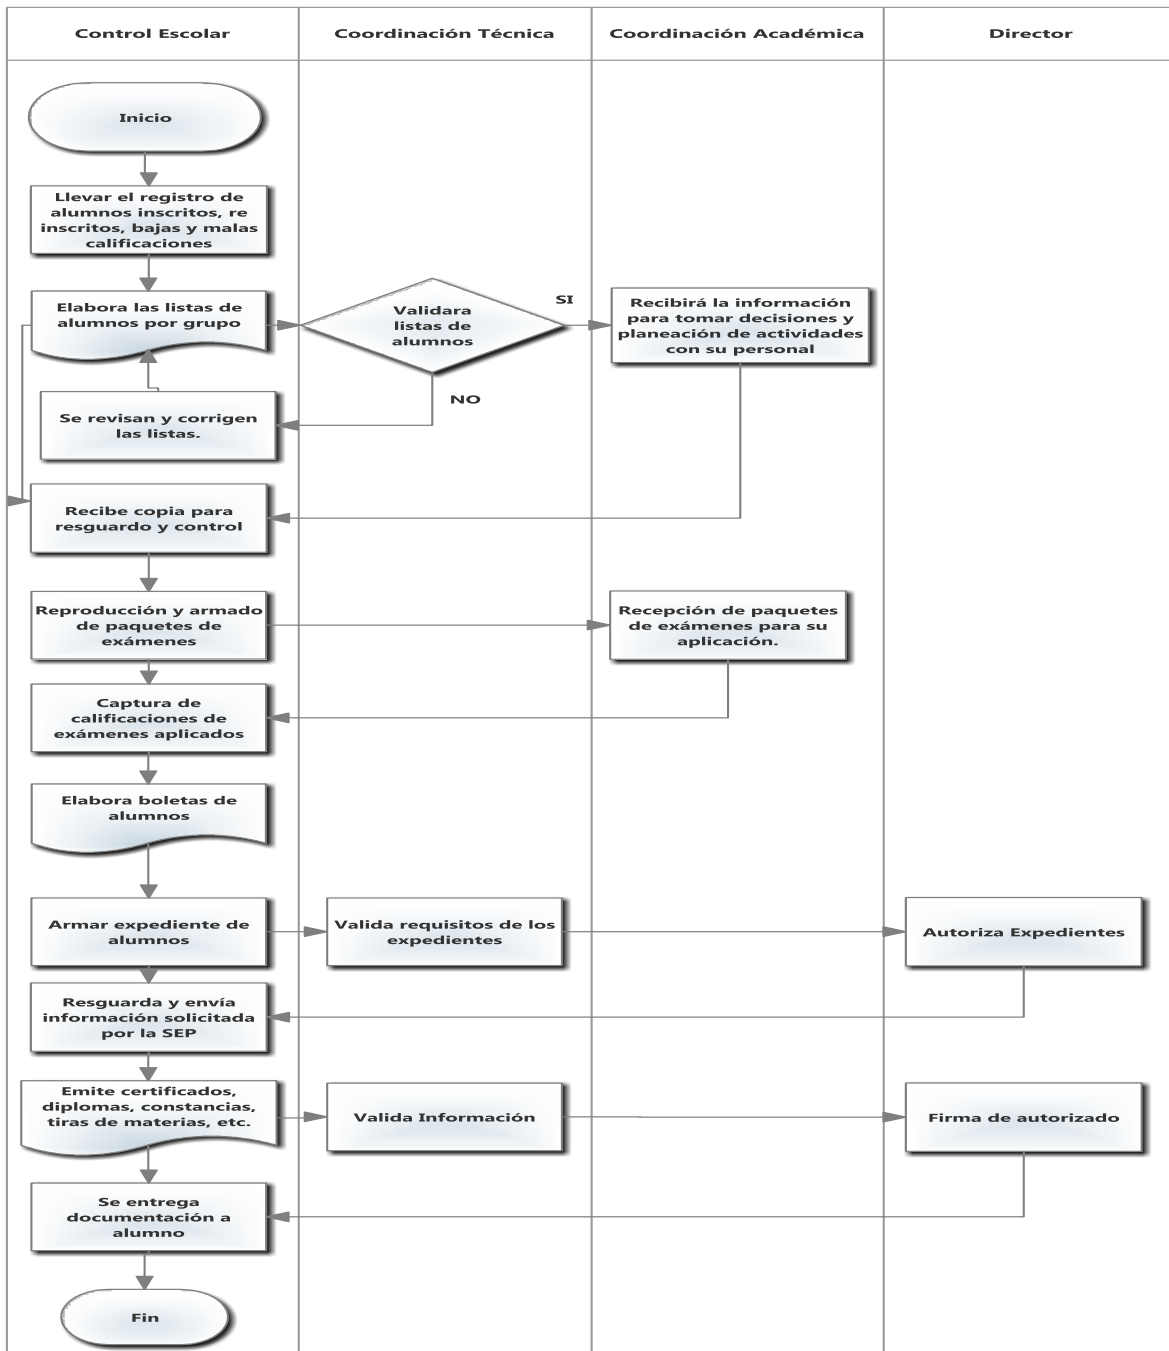 Control Escolar
Coordinación Técnica
Coordinación Académica
Director
Inicio
Llevar el registro de
alumnos inscritos, re
inscritos, bajas y malas
calificaciones
Elabora las listas de
alumnos por grupo
Validara
listas de
alumnos
SI
Recibirá la información
para tomar decisiones y
planeación de actividades
con su personal
NO
Se revisan y corrigen
las listas.
Recibe copia para
resguardo y control
Reproducción y armado
de paquetes de
exámenes
Recepción de paquetes
de exámenes para su
aplicación.
Captura de
calificaciones de
exámenes aplicados
Elabora boletas de
alumnos
Armar expediente de
alumnos
Valida requisitos de los
expedientes
Autoriza Expedientes
Resguarda y envía
información solicitada
por la SEP
Emite certificados,
diplomas, constancias,
tiras de materias, etc.
Valida Información
Firma de autorizado
Se entrega
documentación a
alumno
Fin